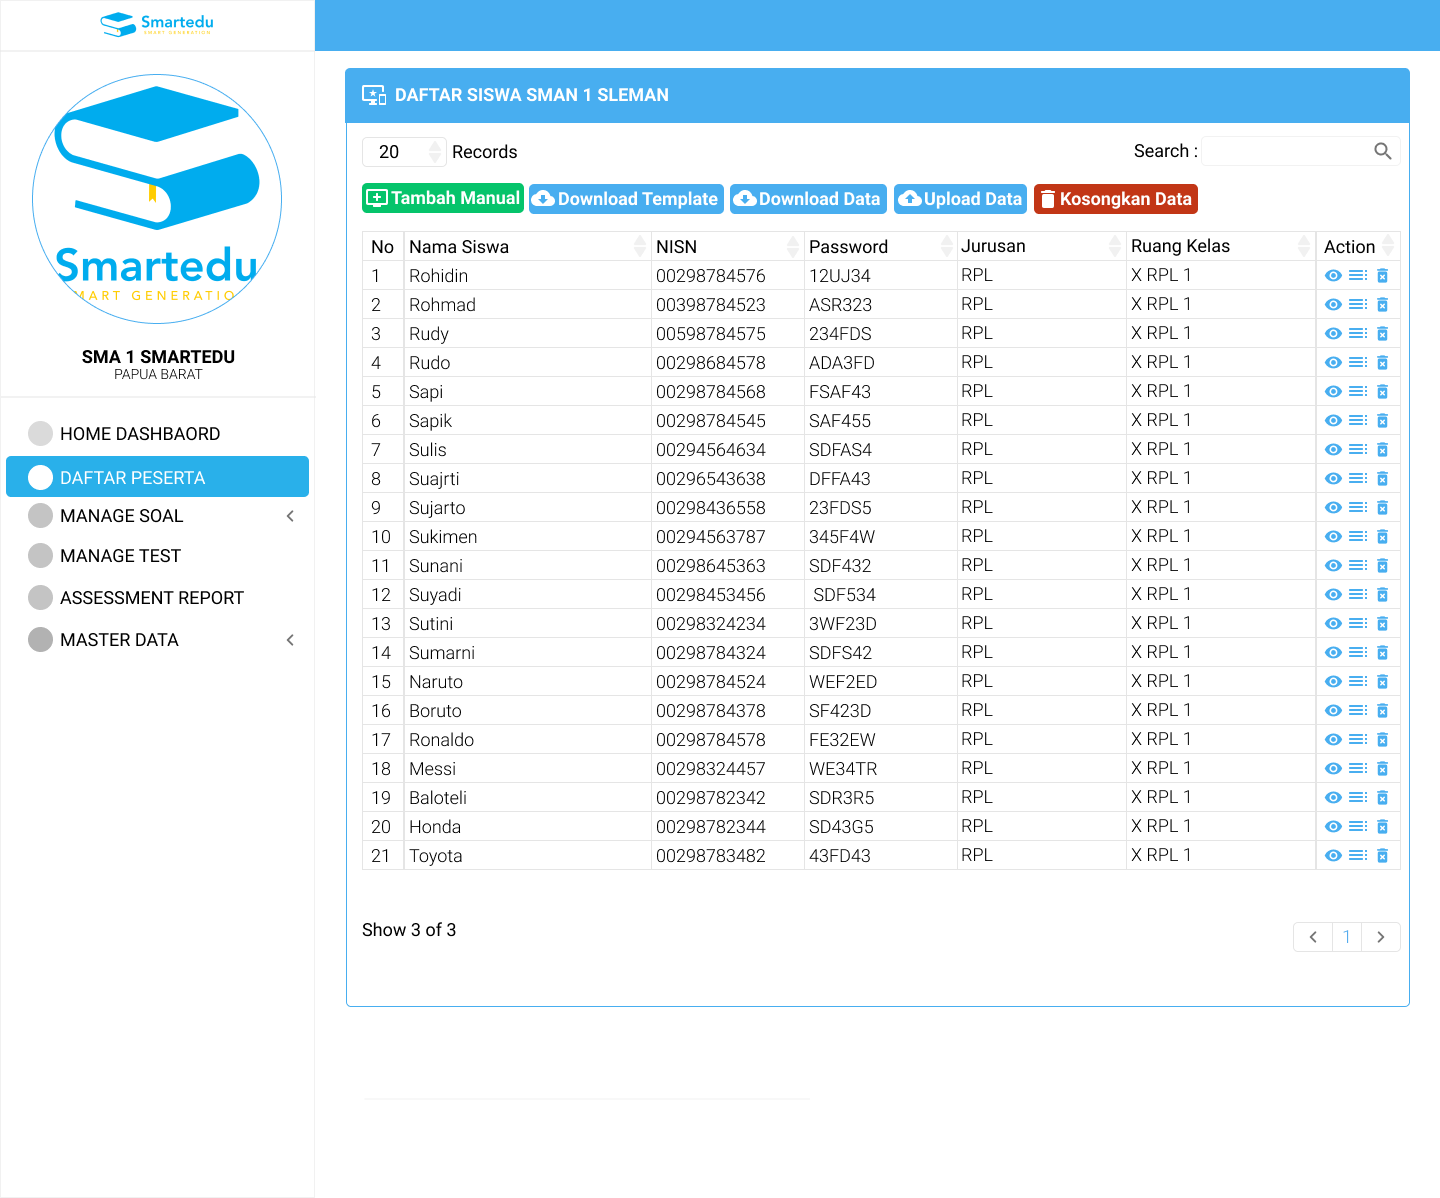 Smartedu
SMART GENERATION
Smartedu
MART GENERATIO
SMA 1 SMARTEDU
PAPUA BARAT
HOME DASHBAORD
DAFTAR PESERTA
MANAGE SOAL
MANAGE TEST
ASSESSMENT REPORT
MASTER DATA
DAFTAR SISWA SMAN 1 SLEMAN
20 Records Search :
Tambah Manual Download Template Download Data Upload Data Kosongkan Data
No Nama Siswa NISN Password Jurusan Ruang Kelas Action
1 Rohidin 00298784576 12UJ34 RPL X RPL 1
2 Rohmad 00398784523 ASR323 RPL X RPL 1
3 Rudy 00598784575 234FDS RPL X RPL 1
4 Rudo 00298684578 ADA3FD RPL X RPL 1
5 Sapi 00298784568 FSAF43 RPL X RPL 1
6 Sapik 00298784545 SAF455 RPL X RPL 1
7 Sulis 00294564634 SDFAS4 RPL X RPL 1
8 Suajrti 00296543638 DFFA43 RPL X RPL 1
9 Sujarto 00298436558 23FDS5 RPL X RPL 1
10 Sukimen 00294563787 345F4W RPL X RPL 1
11 Sunani 00298645363 SDF432 RPL X RPL 1
12 Suyadi 00298453456 SDF534 RPL X RPL 1
13 Sutini 00298324234 3WF23D RPL X RPL 1
14 Sumarni 00298784324 SDFS42 RPL X RPL 1
15 Naruto 00298784524 WEF2ED RPL X RPL 1
16 Boruto 00298784378 SF423D RPL X RPL 1
17 Ronaldo 00298784578 FE32EW RPL X RPL 1
18 Messi 00298324457 WE34TR RPL X RPL 1
19 Baloteli 00298782342 SDR3R5 RPL X RPL 1
20 Honda 00298782344 SD43G5 RPL X RPL 1
21 Toyota 00298783482 43FD43 RPL X RPL 1
Show 3 of 3 1